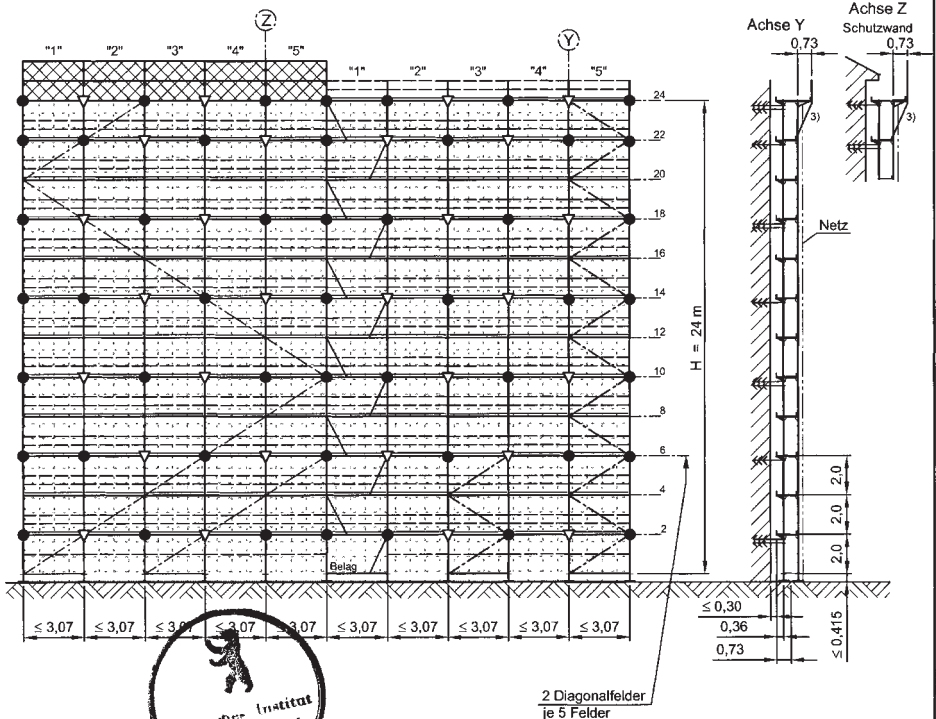 Z
"1" "2" "3" "4" "5"
Y
"1" "2" "3" "4" "5"
24
22
20
18
16
14
12
10
8
6
4
2
H = 24 m
Belag
≤ 3,07 ≤ 3,07 ≤ 3,07 ≤ 3,07 ≤ 3,07 ≤ 3,07 ≤ 3,07 ≤ 3,07 ≤ 3,07 ≤ 3,07
2 Diagonalfelder
je 5 Felder
Achse Y
0,73
3)
Netz
2,0
2,0
2,0
≤ 0,30
0,36
0,73
≤ 0,415
Achse Z
Schutzwand
0,73
3)
Institut